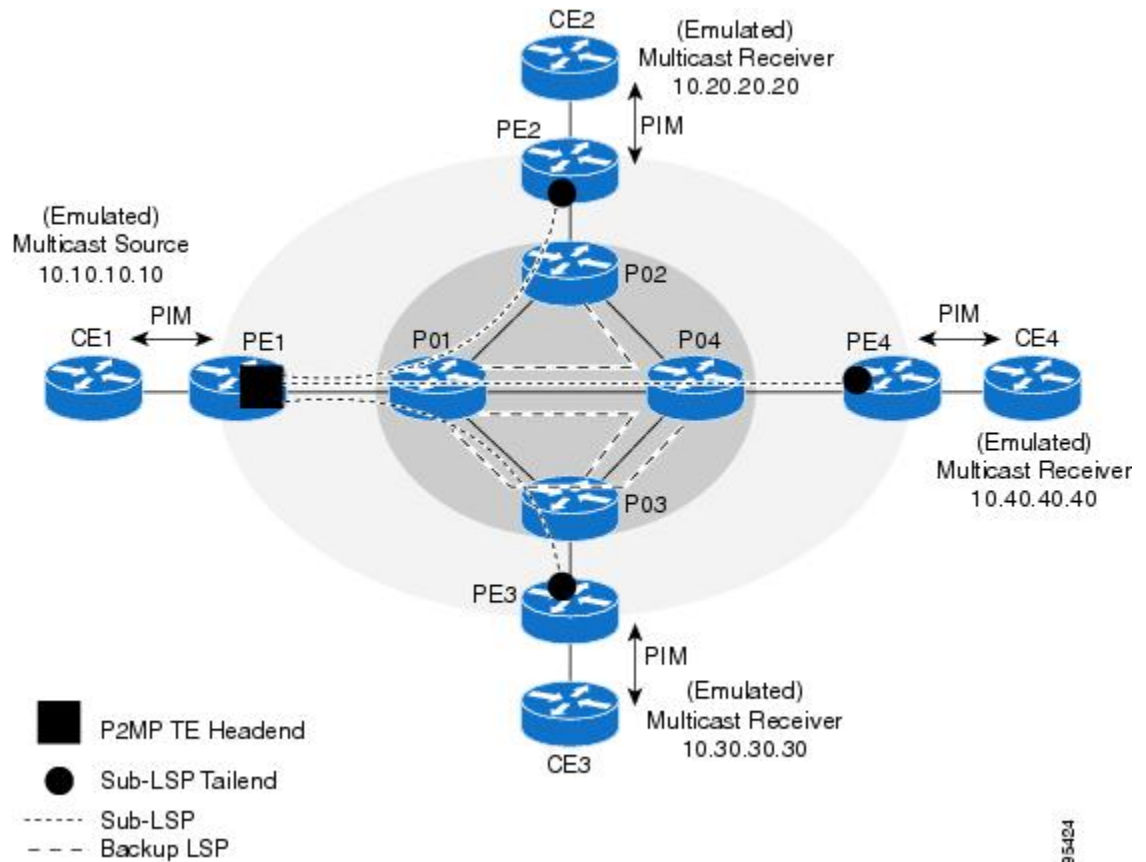 CE2
(Emulated)
Multicast Receiver
10.20.20.20
PE2
PIM
(Emulated)
Multicast Source
10.10.10.10
P02
PIM
CE1
PE1
P01
P04
PE4
PIM
CE4
(Emulated)
Multicast Receiver
10.40.40.40
P03
PE3
PIM
(Emulated)
Multicast Receiver
10.30.30.30
CE3
P2MP TE Headend
Sub-LSP Tailend
Sub-LSP
Backup LSP
95424